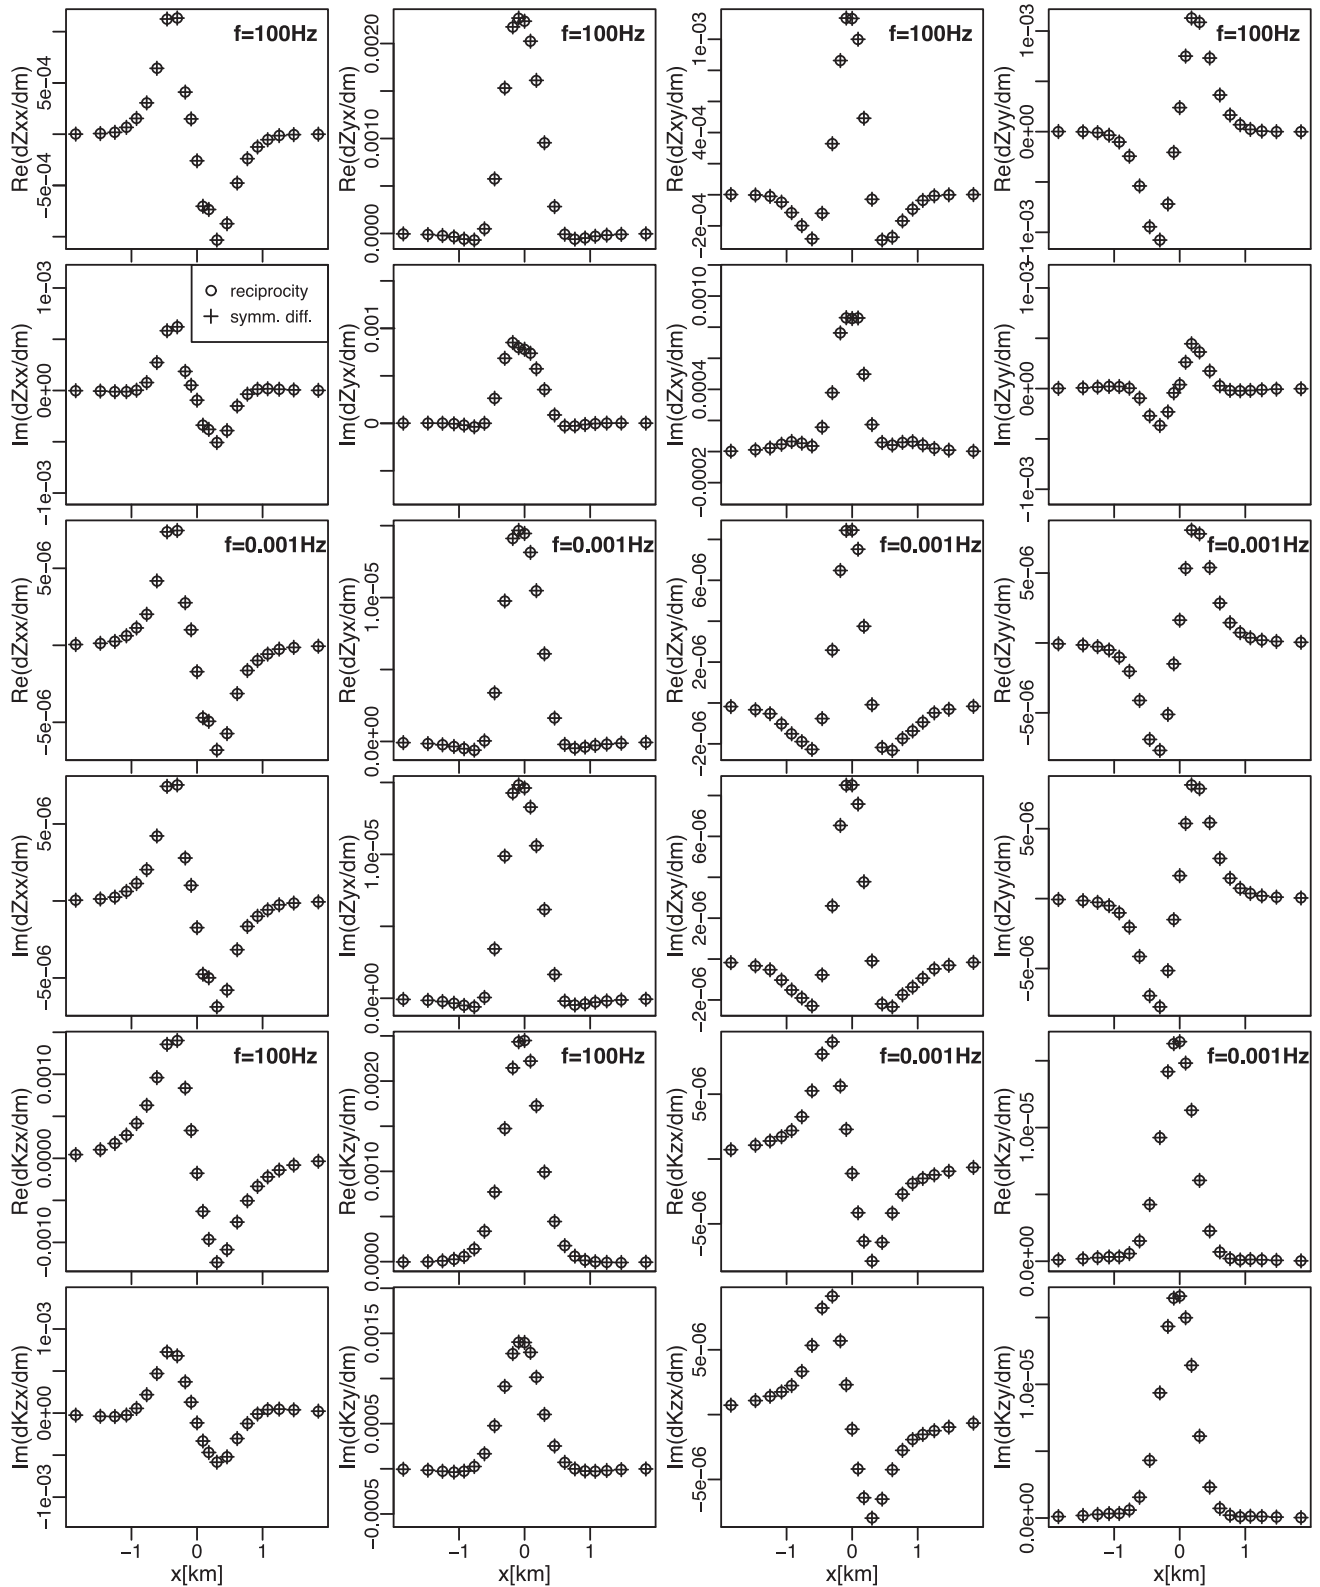 Re(dZxx/dm)
−5e−04 5e−04
f=100Hz
Re(dZyx/dm)
0.0000 0.0010 0.0020
f=100Hz
Re(dZxy/dm)
−2e−04 4e−04 1e−03
f=100Hz
Re(dZyy/dm)
−1e−03 0e+00 1e−03
f=100Hz
Im(dZxx/dm)
−1e−03 0e+00 1e−03
reciprocity
symm. diff.
Im(dZyx/dm)
0 0.001
Im(dZxy/dm)
−0.0002 0.0004 0.0010
Im(dZyy/dm)
−1e−03 0e+00 1e−03
Re(dZxx/dm)
−5e−06 5e−06
f=0.001Hz
Re(dZyx/dm)
0.0e+00 1.0e−05
f=0.001Hz
Re(dZxy/dm)
−2e−06 2e−06 6e−06
f=0.001Hz
Re(dZyy/dm)
−5e−06 5e−06
f=0.001Hz
Im(dZxx/dm)
−5e−06 5e−06
Im(dZyx/dm)
0.0e+00 1.0e−05
Im(dZxy/dm)
−2e−06 2e−06 6e−06
Im(dZyy/dm)
−5e−06 5e−06
Re(dKzx/dm)
−0.0010 0.0000 0.0010
f=100Hz
Re(dKzy/dm)
0.0000 0.0010 0.0020
f=100Hz
Re(dKzx/dm)
−5e−06 5e−06
f=0.001Hz
Re(dKzy/dm)
0.0e+00 1.0e−05
f=0.001Hz
Im(dKzx/dm)
−1e−03 0e+00 1e−03
Im(dKzy/dm)
−0.0005 0.0005 0.0015
Im(dKzx/dm)
−5e−06 5e−06
Im(dKzy/dm)
0.0e+00 1.0e−05
−1 0 1
−1 0 1
−1 0 1
−1 0 1
x[km]
x[km]
x[km]
x[km]